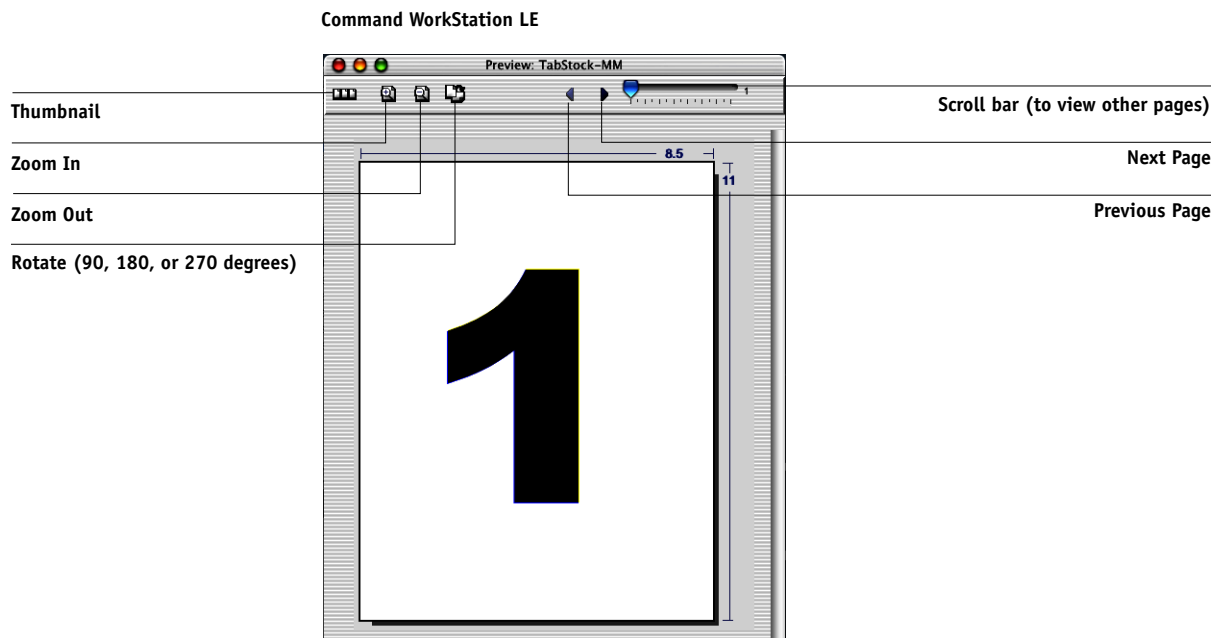 Command WorkStation LE
Preview: TabStock-MM
1
Thumbnail
Zoom In
Zoom Out
Rotate (90, 180, or 270 degrees)
Scroll bar (to view other pages)
Next Page
Previous Page
8.5
11
1